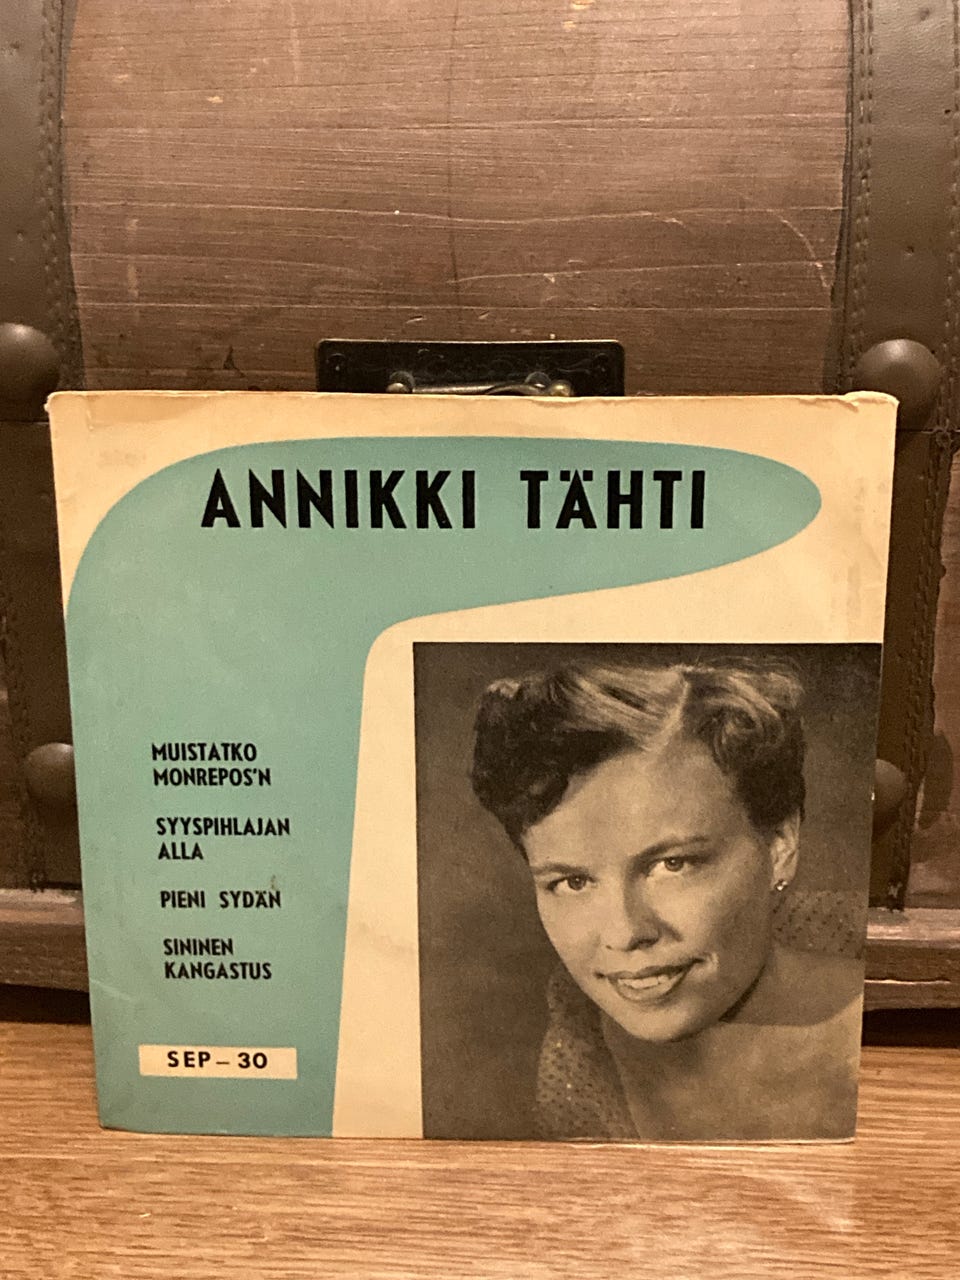 ANNIKKI TÄHTI
MUISTATKO
MONREPOS'N
SYYSPIHLAJAN
ALLA
PIENI SYDÄN
SININEN
KANGASTUS
SEP – 30